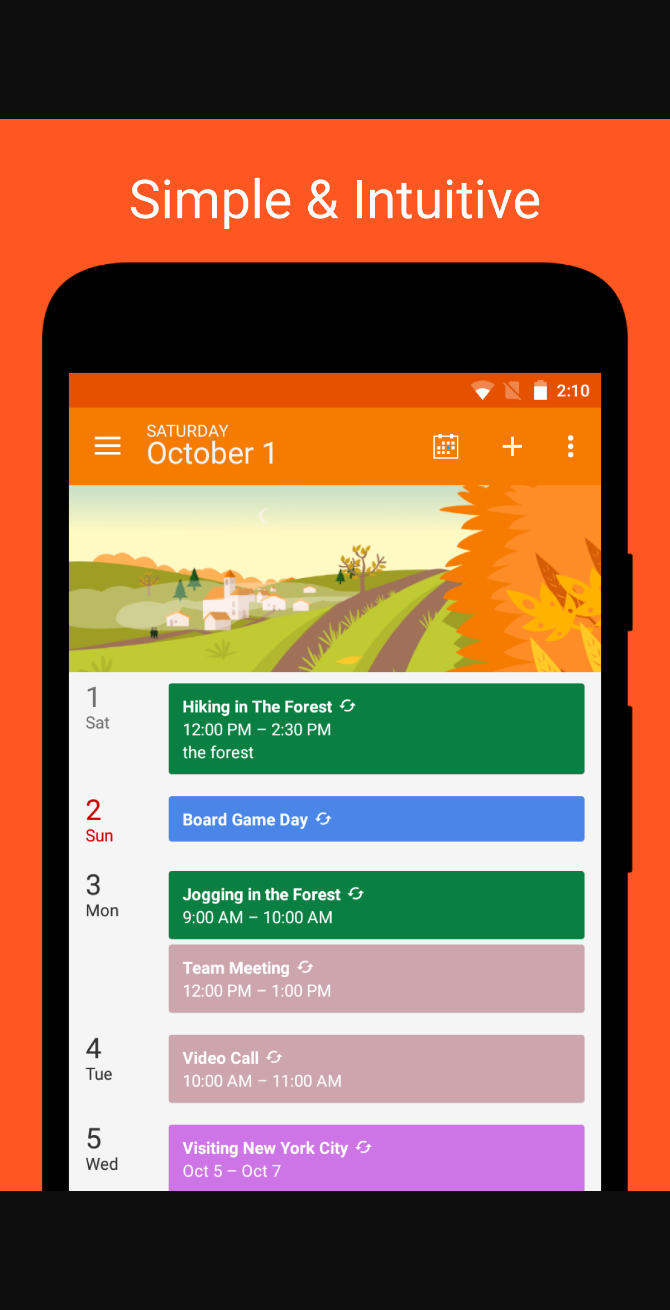 Simple & Intuitive
2:10
SATURDAY
October 1
1
Sat
Hiking in The Forest
12:00 PM – 2:30 PM
the forest
2
Sun
Board Game Day
3
Mon
Jogging in the Forest
9:00 AM – 10:00 AM
Team Meeting
12:00 PM – 1:00 PM
4
Tue
Video Call
10:00 AM – 11:00 AM
5
Wed
Visiting New York City
Oct 5 – Oct 7